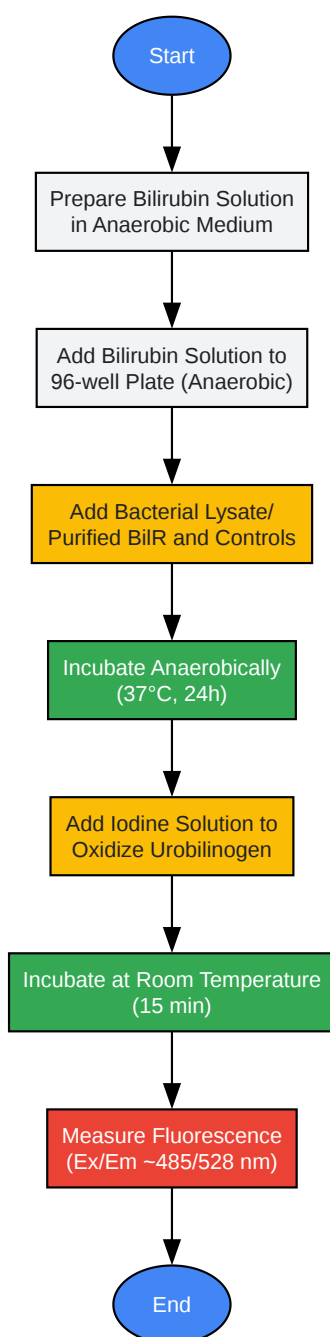 Start
Prepare Bilirubin Solution
in Anaerobic Medium
Add Bilirubin Solution to
96-well Plate (Anaerobic)
Add Bacterial Lysate/
Purified BilR and Controls
Incubate Anaerobically
(37°C, 24h)
Add Iodine Solution to
Oxidize Urobilinogen
Incubate at Room Temperature
(15 min)
Measure Fluorescence
(Ex/Em ~485/528 nm)
End